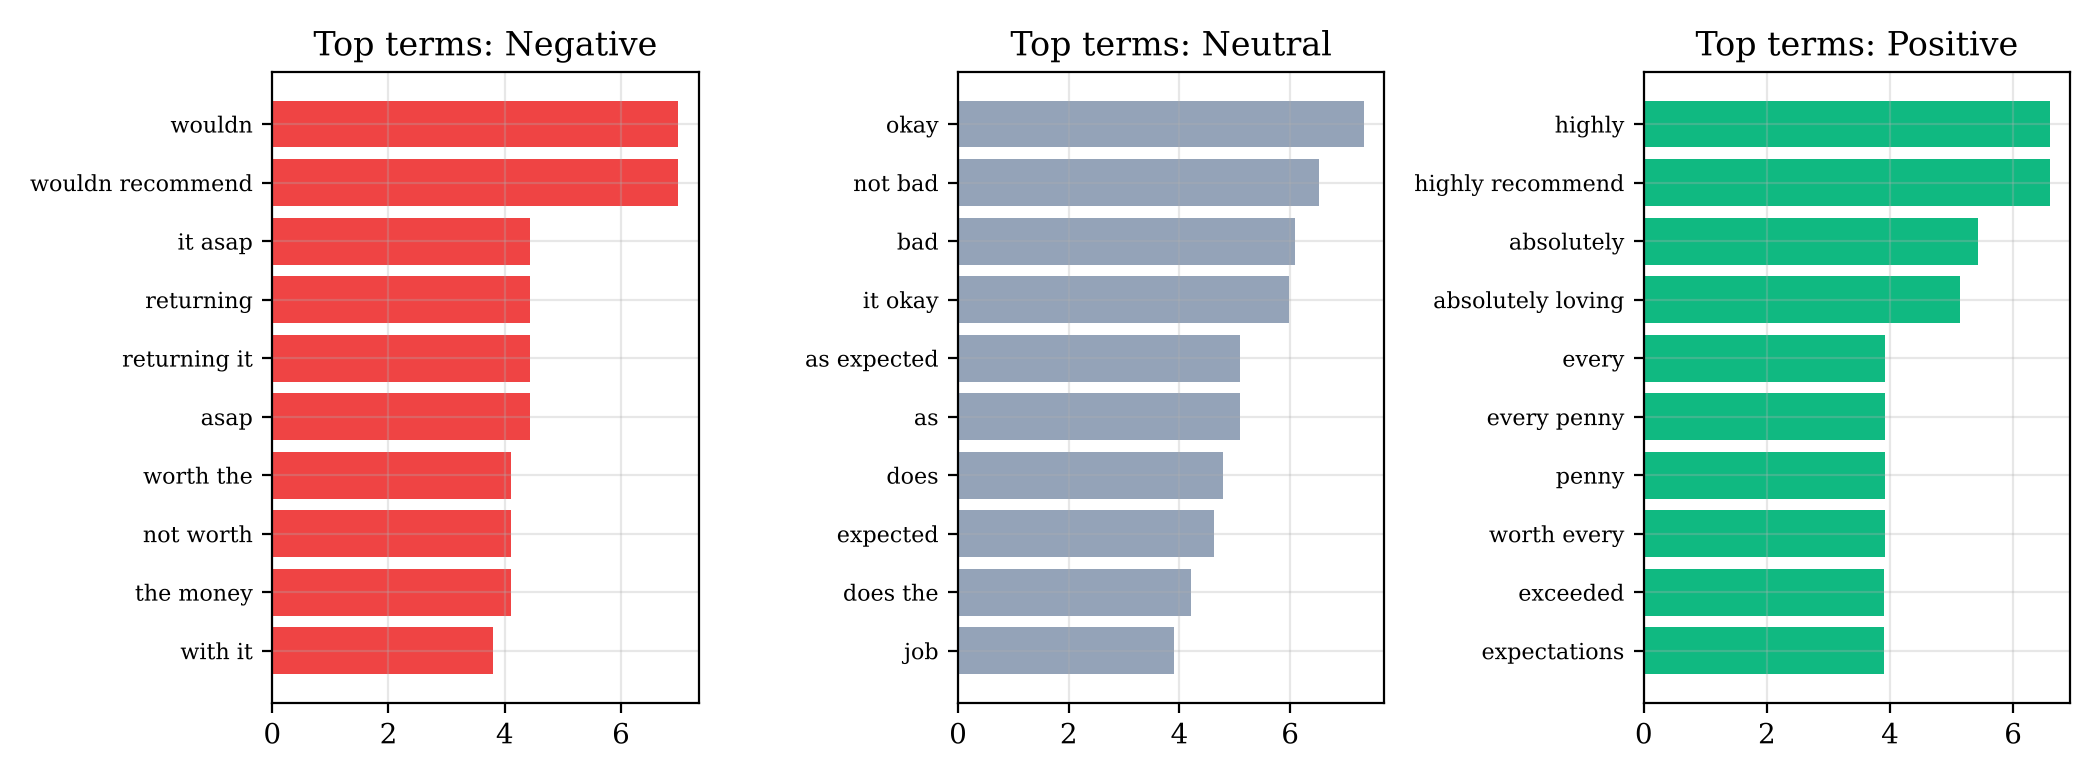 Top terms: Negative
wouldn
wouldn recommend
it asap
returning
returning it
asap
worth the
not worth
the money
with it
0 2 4 6
Top terms: Neutral
okay
not bad
bad
it okay
as expected
as
does
expected
does the
job
0 2 4 6
Top terms: Positive
highly
highly recommend
absolutely
absolutely loving
every
every penny
penny
worth every
exceeded
expectations
0 2 4 6